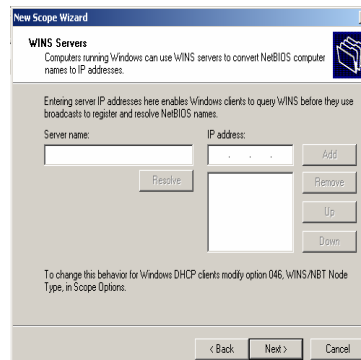 New Scope Wizard
WINS Servers
Computers running Windows can use WINS servers to convert NetBIOS computer
names to IP addresses.
Entering server IP addresses here enables Windows clients to query WINS before they use
broadcasts to register and resolve NetBIOS names.
Server name:
IP address:
. . .
Add
Resolve
Remove
Up
Down
To change this behavior for Windows DHCP clients modify option 046, WINS/NBT Node
Type, in Scope Options.
< Back
Next >
Cancel